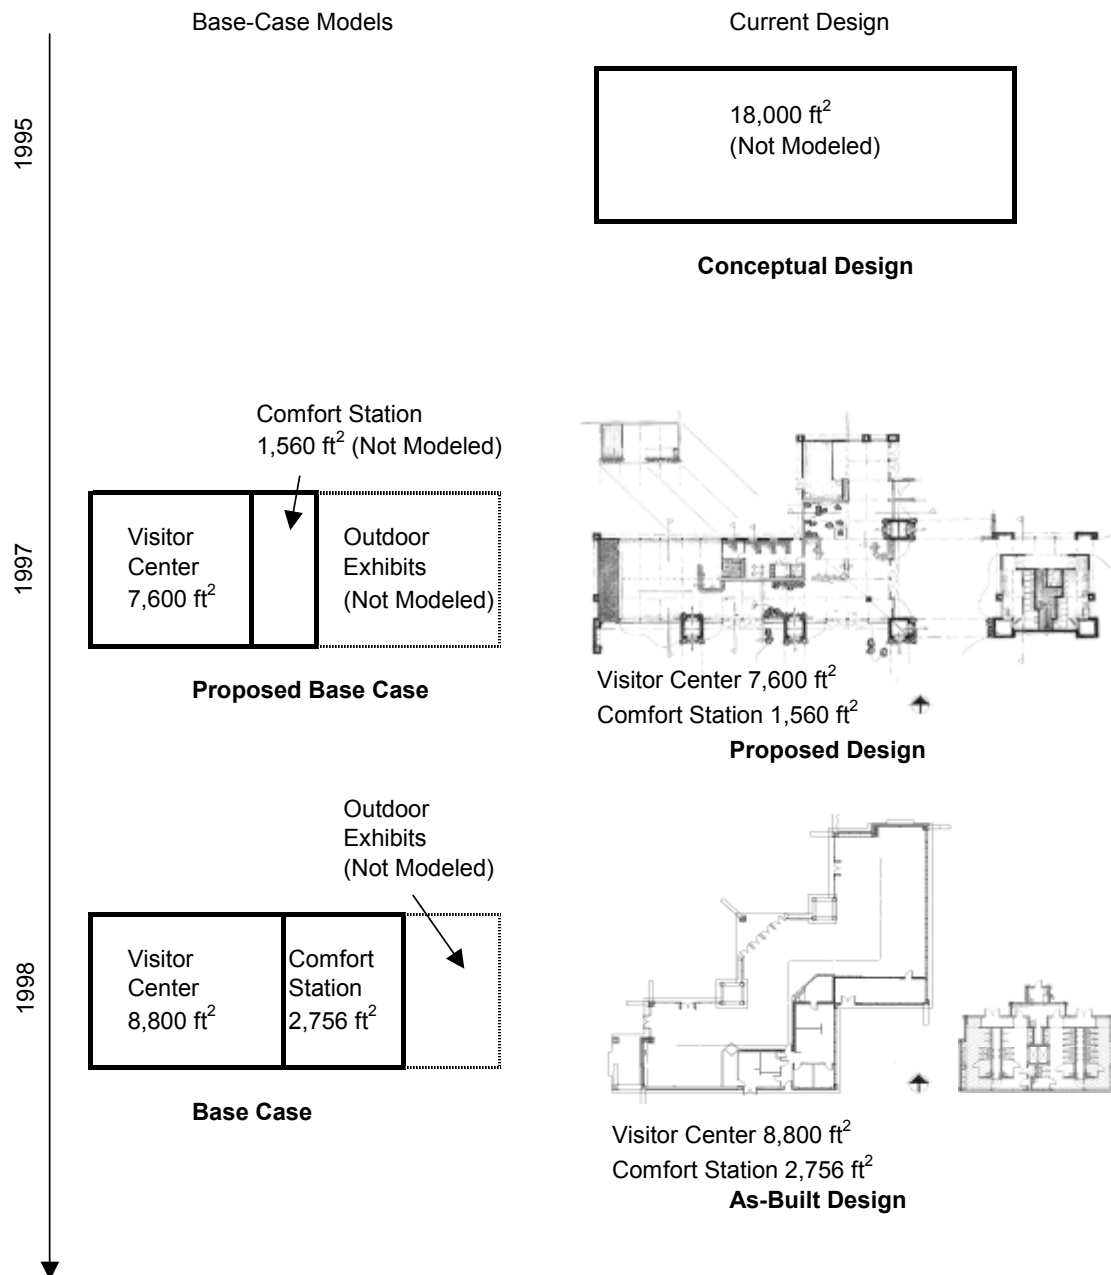 Base-Case Models
Current Design
1995
18,000 ft²
(Not Modeled)
Conceptual Design
1997
Comfort Station
1,560 ft² (Not Modeled)
Visitor
Center
7,600 ft²
Outdoor
Exhibits
(Not Modeled)
Proposed Base Case
Visitor Center 7,600 ft²
Comfort Station 1,560 ft²
Proposed Design
1998
Outdoor
Exhibits
(Not Modeled)
Visitor
Center
8,800 ft²
Comfort
Station
2,756 ft²
Base Case
Visitor Center 8,800 ft²
Comfort Station 2,756 ft²
As-Built Design